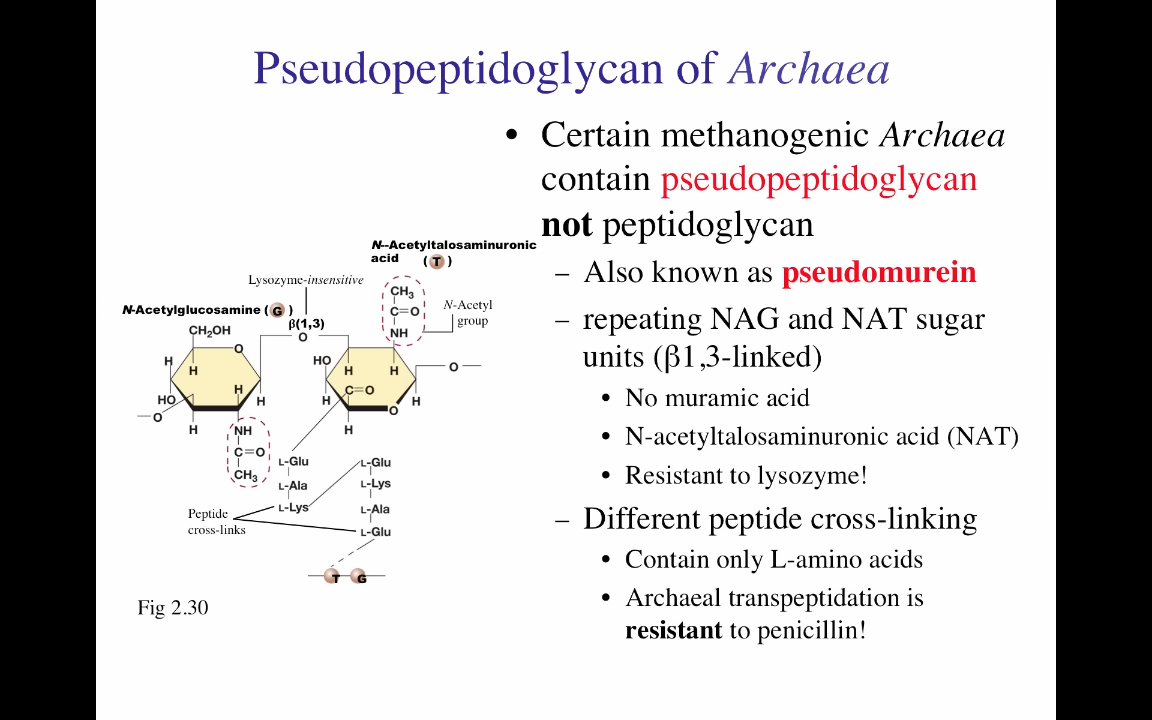 Pseudopeptidoglycan of Archaea
• Certain methanogenic Archaea
contain pseudopeptidoglycan
not peptidoglycan
– Also known as pseudomurein
– repeating NAG and NAT sugar
units (β1,3-linked)
• No muramic acid
• N-acetyltalosaminuronic acid (NAT)
• Resistant to lysozyme!
– Different peptide cross-linking
• Contain only L-amino acids
• Archaeal transpeptidation is
resistant to penicillin!
N--Acetyltalosaminuronic
acid ( T )
Lysozyme-insensitive
N-Acetylglucosamine ( G )
β(1,3)
N-Acetyl
group
CH3
C=O
NH
CH2OH
O
O
HO
H
H
O
H
H
H
H
C=O
HO
H
H
H
H
O
O
H
H
NH
C=O
CH3
L-Glu
L-Ala
L-Lys
L-Glu
L-Lys
L-Ala
L-Glu
Peptide
cross-links
T G
Fig 2.30